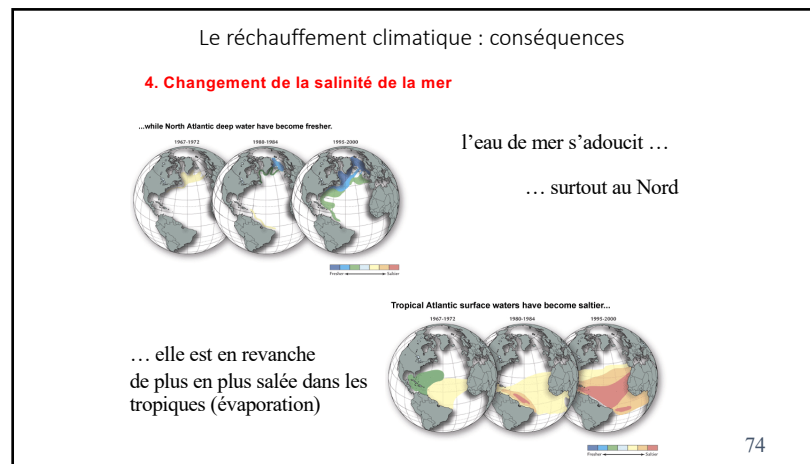 Le réchauffement climatique : conséquences
4. Changement de la salinité de la mer
...while North Atlantic deep water have become fresher.
1967-1972 1980-1984 1995-2000
l’eau de mer s’adoucit …
… surtout au Nord
Fresher Saltier
Tropical Atlantic surface waters have become saltier...
1967-1972 1980-1984 1995-2000
… elle est en revanche
de plus en plus salée dans les
tropiques (évaporation)
Fresher Saltier
74